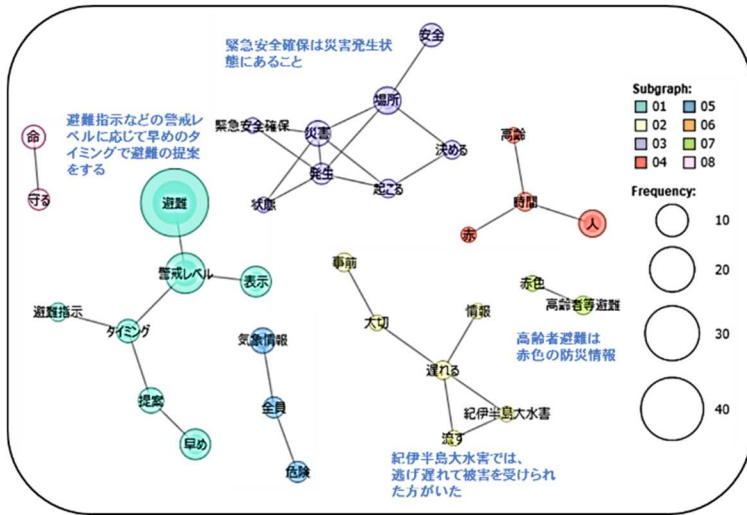 安全
緊急安全確保は災害発生状
態にあること
場所
Subgraph:
01 05
02 06
03 07
04 08
避難指示などの警戒レ
ベルに応じて早めのタ
イミングで避難の提案
をする
命
守る
緊急安全確保
災害
決める
発生
起こる
状態
高齢
時間
赤
人
Frequency:
10
20
30
40
避難
警戒レベル
表示
避難指示
タイミング
提案
早め
気象情報
全員
危険
事前
大切
情報
遅れる
紀伊半島大水害
流す
赤色
高齢者等避難
高齢者避難は
赤色の防災情報
紀伊半島大水害では、
逃げ遅れて被害を受けられ
た方がいた